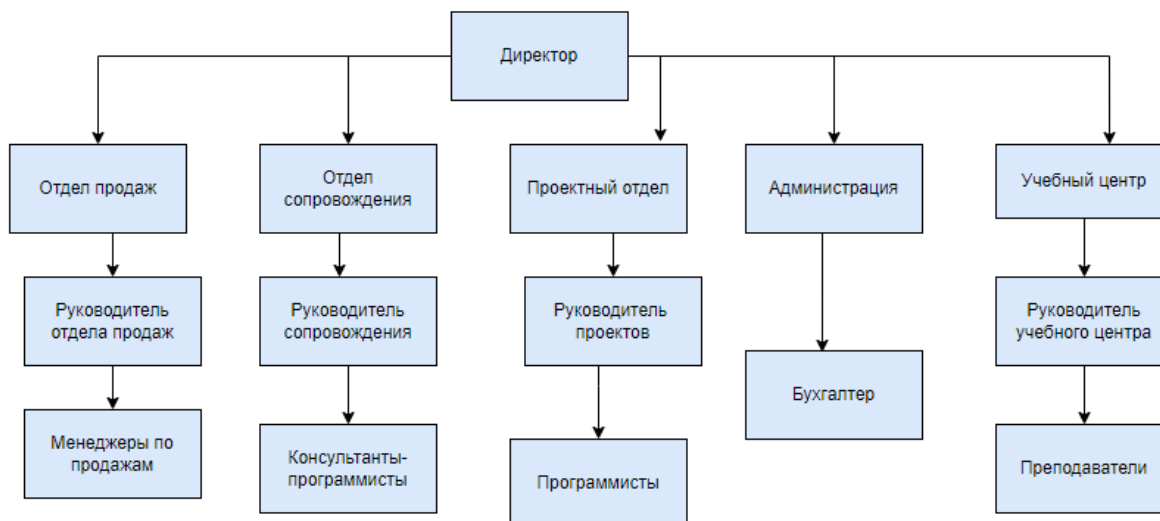 Директор
Отдел продаж
Отдел
сопровождения
Проектный отдел
Администрация
Учебный центр
Руководитель
отдела продаж
Руководитель
сопровождения
Руководитель
проектов
Руководитель
учебного центра
Бухгалтер
Менеджеры по
продажам
Консультанты-
программисты
Программисты
Преподаватели